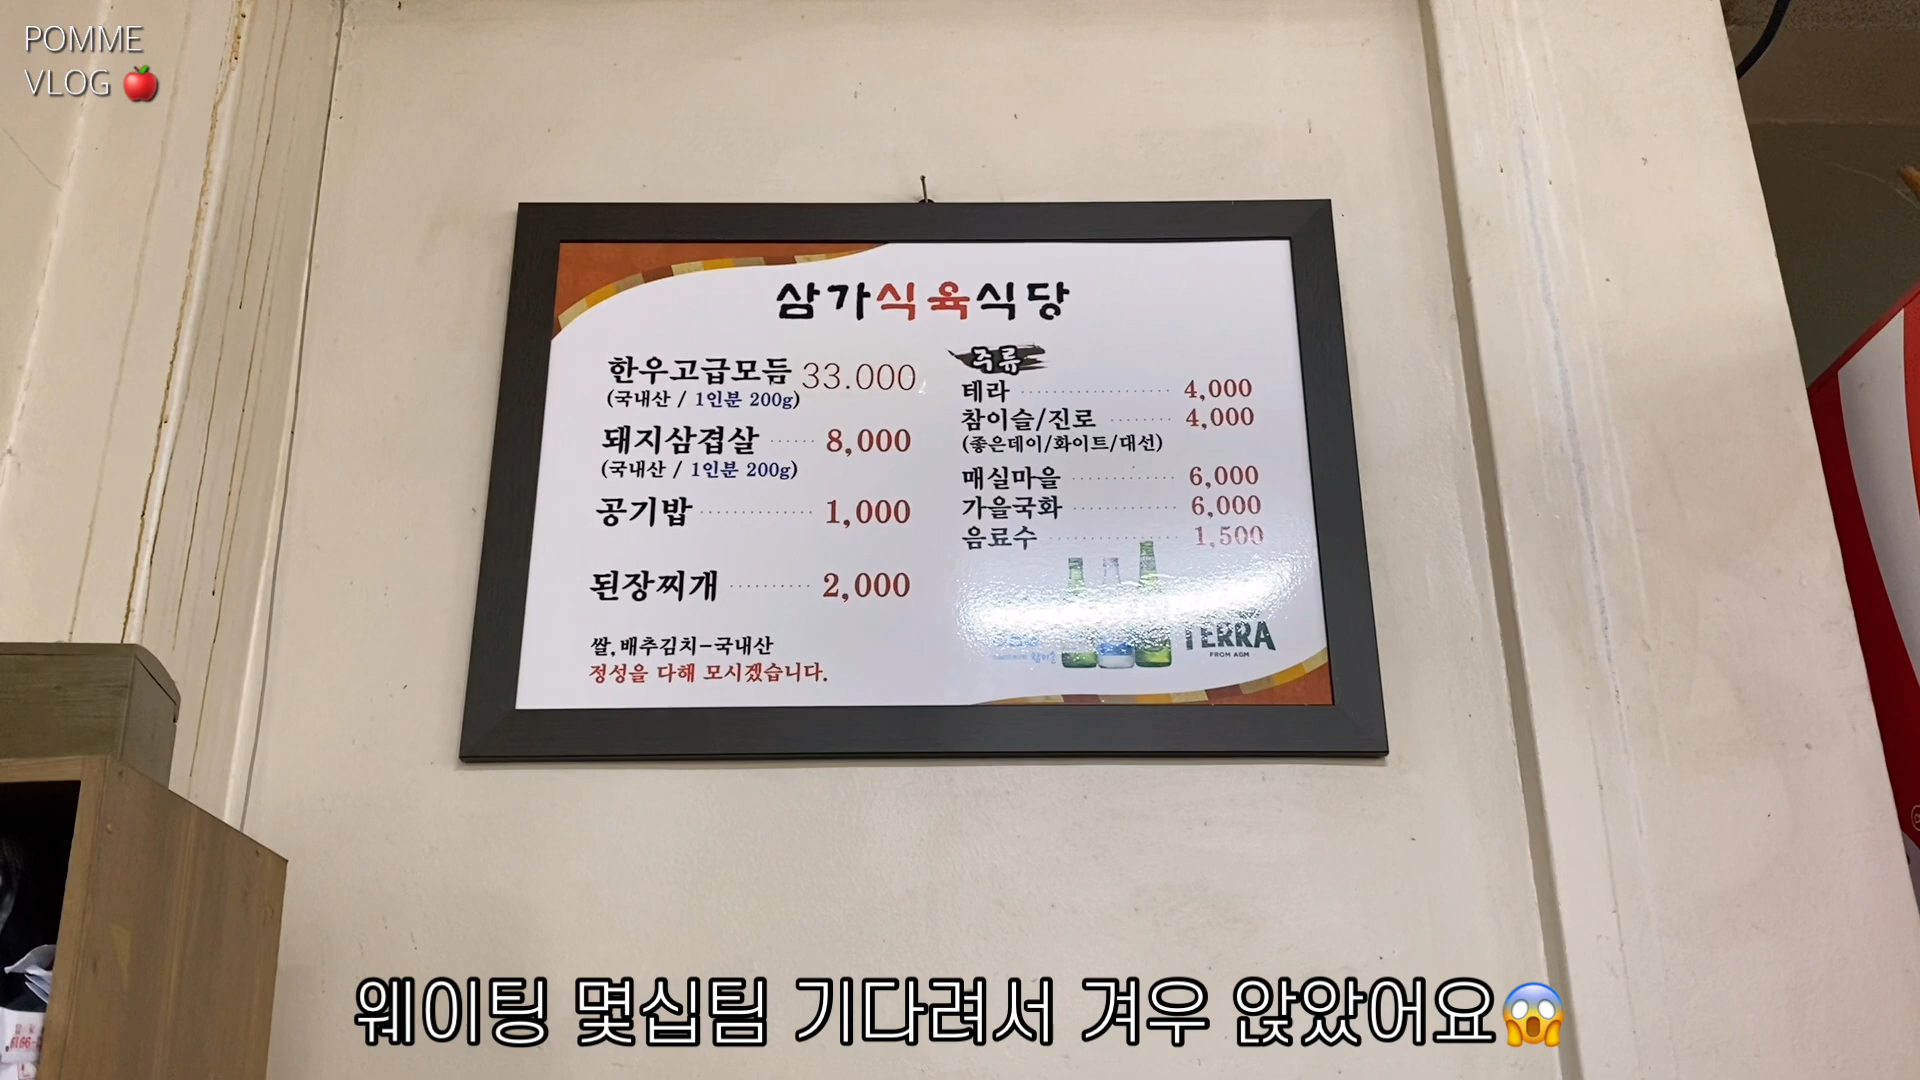 POMME
VLOG
삼가식육식당
한우고급모듬 33.000
(국내산 / 1인분 200g)
돼지삼겹살 8,000
(국내산 / 1인분 200g)
공기밥 1,000
된장찌개 2,000
쌀,배추김치-국내산
정성을 다해 모시겠습니다.
주류
테라 4,000
참이슬/진로 4,000
(좋은데이/화이트/대선)
매실마을 6,000
가을국화 6,000
음료수 1,500
TERRA
FROM AGM
웨이팅 몇십팀 기다려서 겨우 앉았어요😱